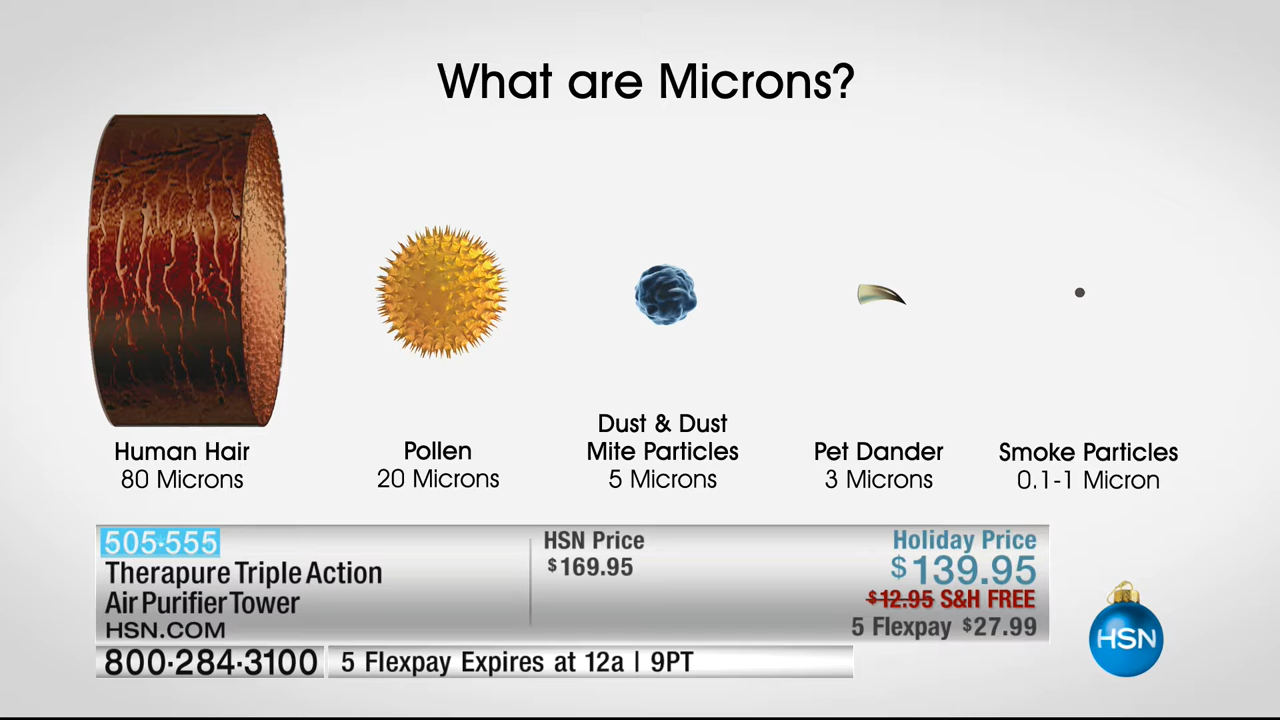 What are Microns?
Human Hair
80 Microns
Pollen
20 Microns
Dust & Dust
Mite Particles
5 Microns
Pet Dander
3 Microns
Smoke Particles
0.1-1 Micron
505·555
Therapure Triple Action
Air Purifier Tower
HSN.COM
HSN Price
$169.95
Holiday Price
$139.95
$12.95 S&H FREE
5 Flexpay $27.99
HSN
800·284·3100
5 Flexpay Expires at 12a | 9PT